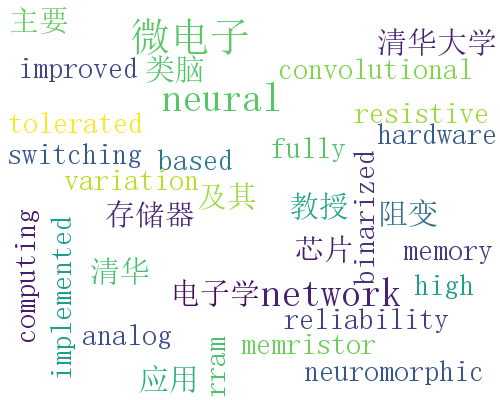 主要
微电子
清华大学
improved
类脑
convolutional
neural
tolerated
resistive
hardware
switching
based
fully
variation
及其
binarized
存储器
教授
阻变
computing
implemented
芯片
memory
清华
电子学
network
high
analog
reliability
rram
memristor
应用
neuromorphic